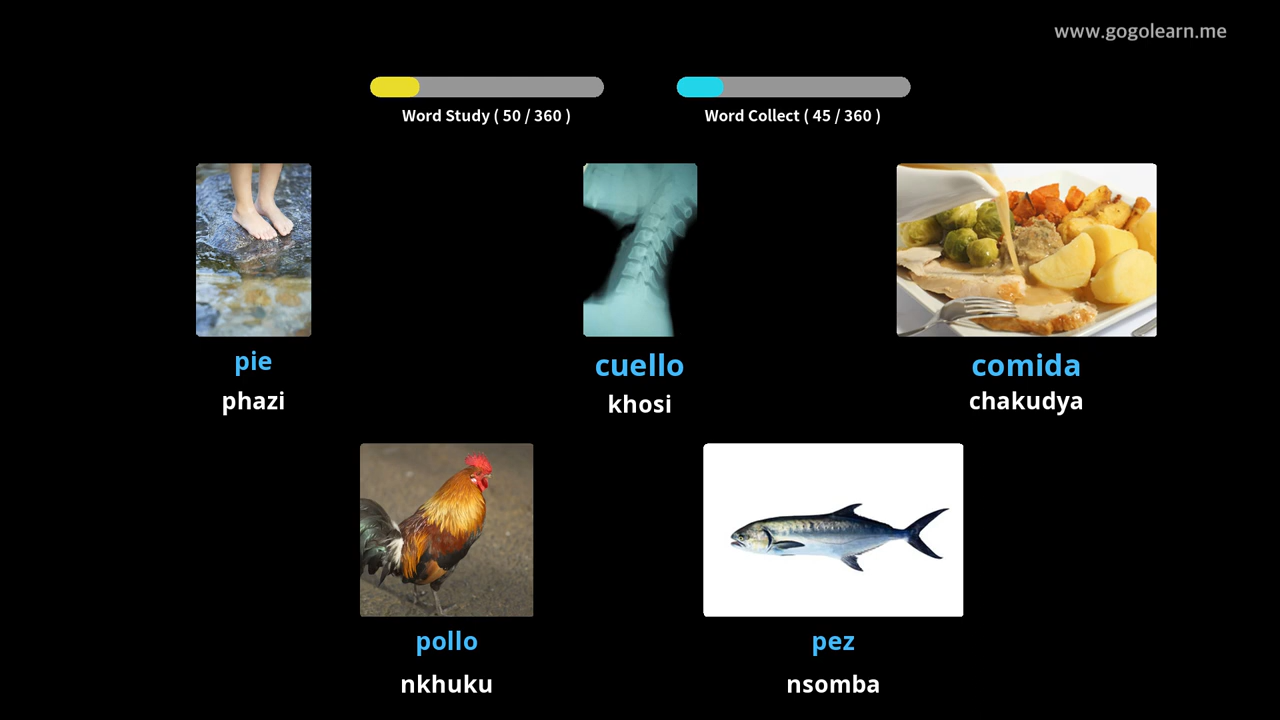 www.gogolearn.me
Word Study ( 50 / 360 )
Word Collect ( 45 / 360 )
pie
phazi
cuello
khosi
comida
chakudya
pollo
nkhuku
pez
nsomba